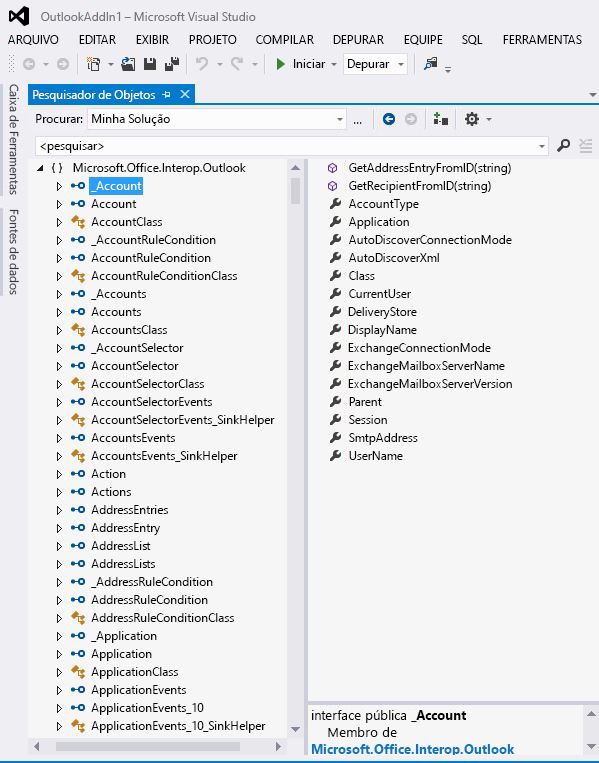 OutlookAddIn1 – Microsoft Visual Studio
ARQUIVO EDITAR EXIBIR PROJETO COMPILAR DEPURAR EQUIPE SQL FERRAMENTAS
Iniciar Depurar
Caixa de Ferramentas
Fontes de dados
Pesquisador de Objetos
Procurar: Minha Solução ...
<pesquisar>
{ } Microsoft.Office.Interop.Outlook
_Account
Account
AccountClass
_AccountRuleCondition
AccountRuleCondition
AccountRuleConditionClass
_Accounts
Accounts
AccountsClass
_AccountSelector
AccountSelector
AccountSelectorClass
AccountSelectorEvents
AccountSelectorEvents_SinkHelper
AccountsEvents
AccountsEvents_SinkHelper
Action
Actions
AddressEntries
AddressEntry
AddressList
AddressLists
_AddressRuleCondition
AddressRuleCondition
AddressRuleConditionClass
_Application
Application
ApplicationClass
ApplicationEvents
ApplicationEvents_10
ApplicationEvents_10_SinkHelper
GetAddressEntryFromID(string)
GetRecipientFromID(string)
AccountType
Application
AutoDiscoverConnectionMode
AutoDiscoverXml
Class
CurrentUser
DeliveryStore
DisplayName
ExchangeConnectionMode
ExchangeMailboxServerName
ExchangeMailboxServerVersion
Parent
Session
SmtpAddress
UserName
interface pública _Account
Membro de
Microsoft.Office.Interop.Outlook